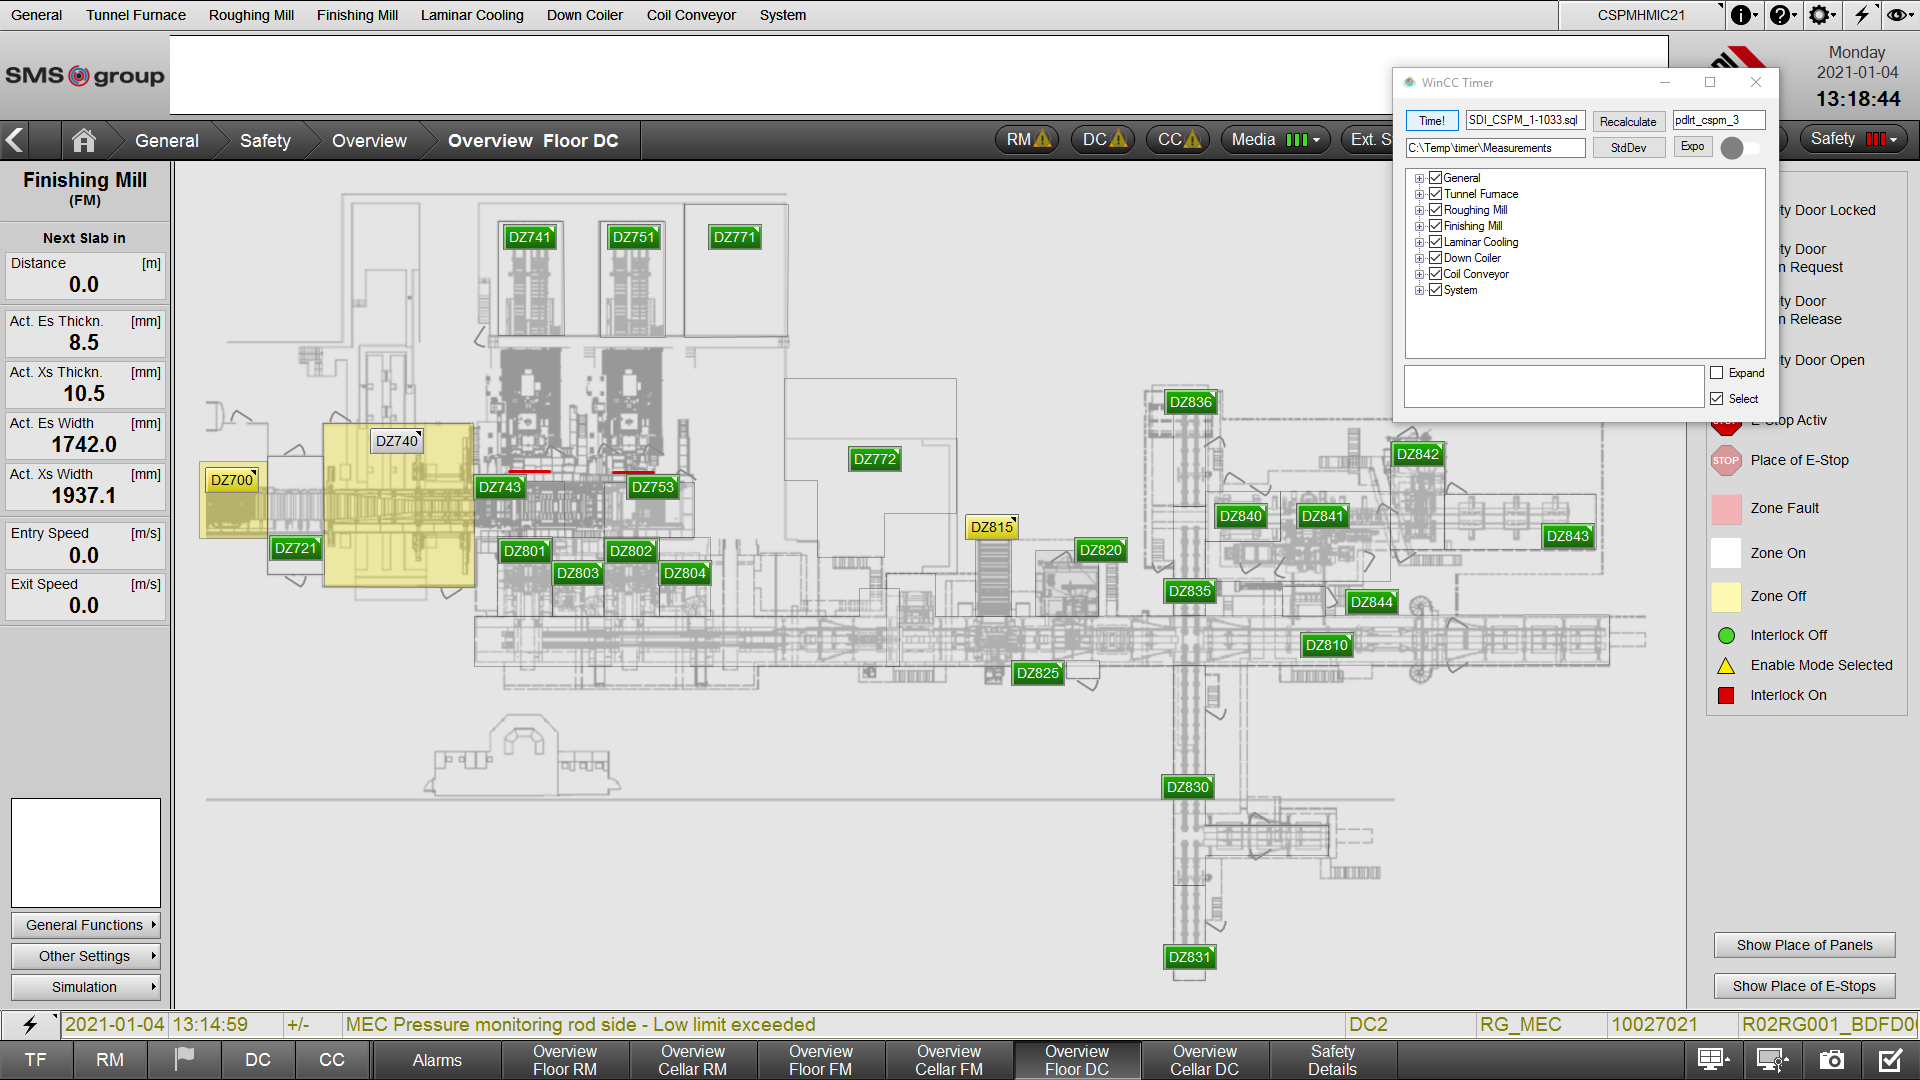 General Tunnel Furnace Roughing Mill Finishing Mill Laminar Cooling Down Coiler Coil Conveyor System CSPMHMIC21
SMS group
Monday
2021-01-04
13:18:44
General Safety Overview Overview Floor DC RM DC CC Media Ext. S Safety
WinCC Timer
Time! SDI_CSPM_1-1033.sql Recalculate pdlrt_cspm_3
C:\Temp\timer\Measurements StdDev Expo
General
Tunnel Furnace
Roughing Mill
Finishing Mill
Laminar Cooling
Down Coiler
Coil Conveyor
System
Expand
Select
Finishing Mill
(FM)
Next Slab in
Distance [m]
0.0
Act. Es Thickn. [mm]
8.5
Act. Xs Thickn. [mm]
10.5
Act. Es Width [mm]
1742.0
Act. Xs Width [mm]
1937.1
Entry Speed [m/s]
0.0
Exit Speed [m/s]
0.0
General Functions
Other Settings
Simulation
DZ741 DZ751 DZ771
DZ836
DZ740
DZ842
DZ772
DZ700
DZ743 DZ753
DZ840 DZ841
DZ815
DZ843
DZ721 DZ801 DZ802 DZ820
DZ803 DZ804
DZ835
DZ844
DZ810
DZ825
DZ830
DZ831
ty Door Locked
ty Door
n Request
ty Door
n Release
ty Door Open
E-Stop Activ
STOP Place of E-Stop
Zone Fault
Zone On
Zone Off
Interlock Off
Enable Mode Selected
Interlock On
Show Place of Panels
Show Place of E-Stops
2021-01-04 13:14:59 +/- MEC Pressure monitoring rod side - Low limit exceeded DC2 RG_MEC 10027021 R02RG001_BDFD0
TF RM DC CC Alarms
Overview
Floor RM
Overview
Cellar RM
Overview
Floor FM
Overview
Cellar FM
Overview
Floor DC
Overview
Cellar DC
Safety
Details